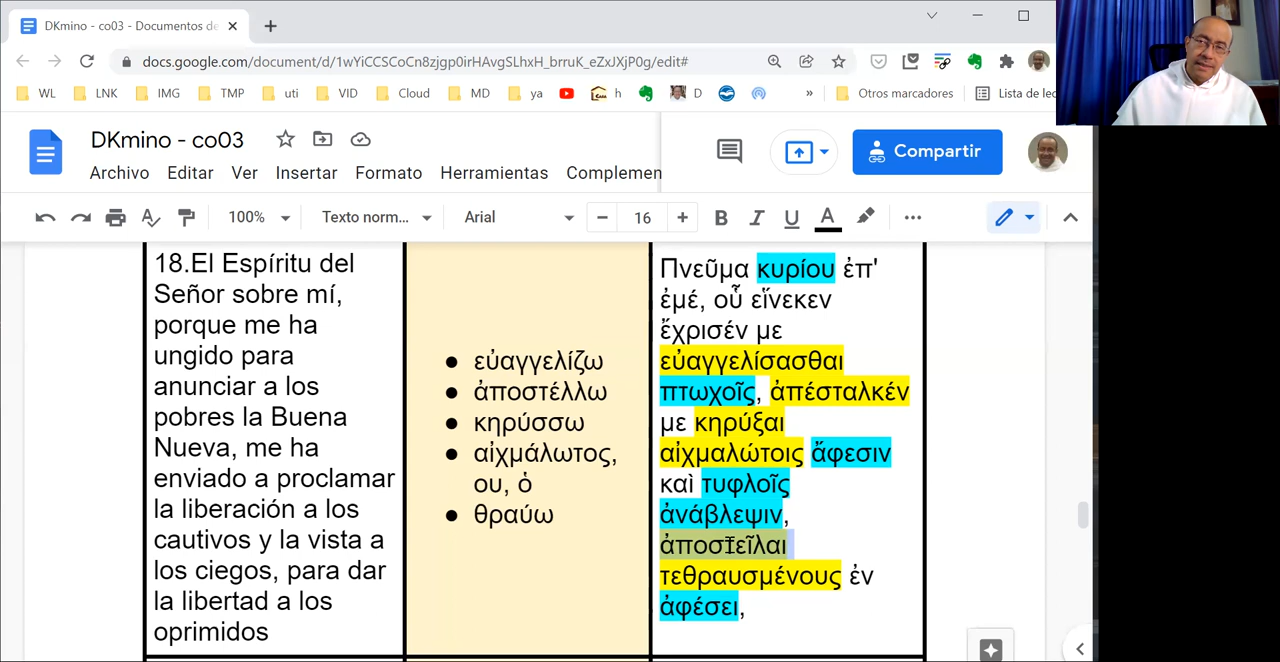 DKmino - co03 - Documentos de
docs.google.com/document/d/1wYiCCSCoCn8zjgp0irHAvgSLhxH_brruK_eZxJXjP0g/edit#
WL LNK IMG TMP uti VID Cloud MD ya h D » Otros marcadores Lista de lec
DKmino - co03
Archivo Editar Ver Insertar Formato Herramientas Complemen
Compartir
100% Texto norm... Arial 16 B I U A
18.El Espíritu del
Señor sobre mí,
porque me ha
ungido para
anunciar a los
pobres la Buena
Nueva, me ha
enviado a proclamar
la liberación a los
cautivos y la vista a
los ciegos, para dar
la libertad a los
oprimidos
● εὐαγγελίζω
● ἀποστέλλω
● κηρύσσω
● αἰχμάλωτος,
ου, ὁ
● θραύω
Πνεῦμα κυρίου ἐπ'
ἐμέ, οὗ εἵνεκεν
ἔχρισέν με
εὐαγγελίσασθαι
πτωχοῖς, ἀπέσταλκέν
με κηρύξαι
αἰχμαλώτοις ἄφεσιν
καὶ τυφλοῖς
ἀνάβλεψιν,
ἀποστεῖλαι
τεθραυσμένους ἐν
ἀφέσει,